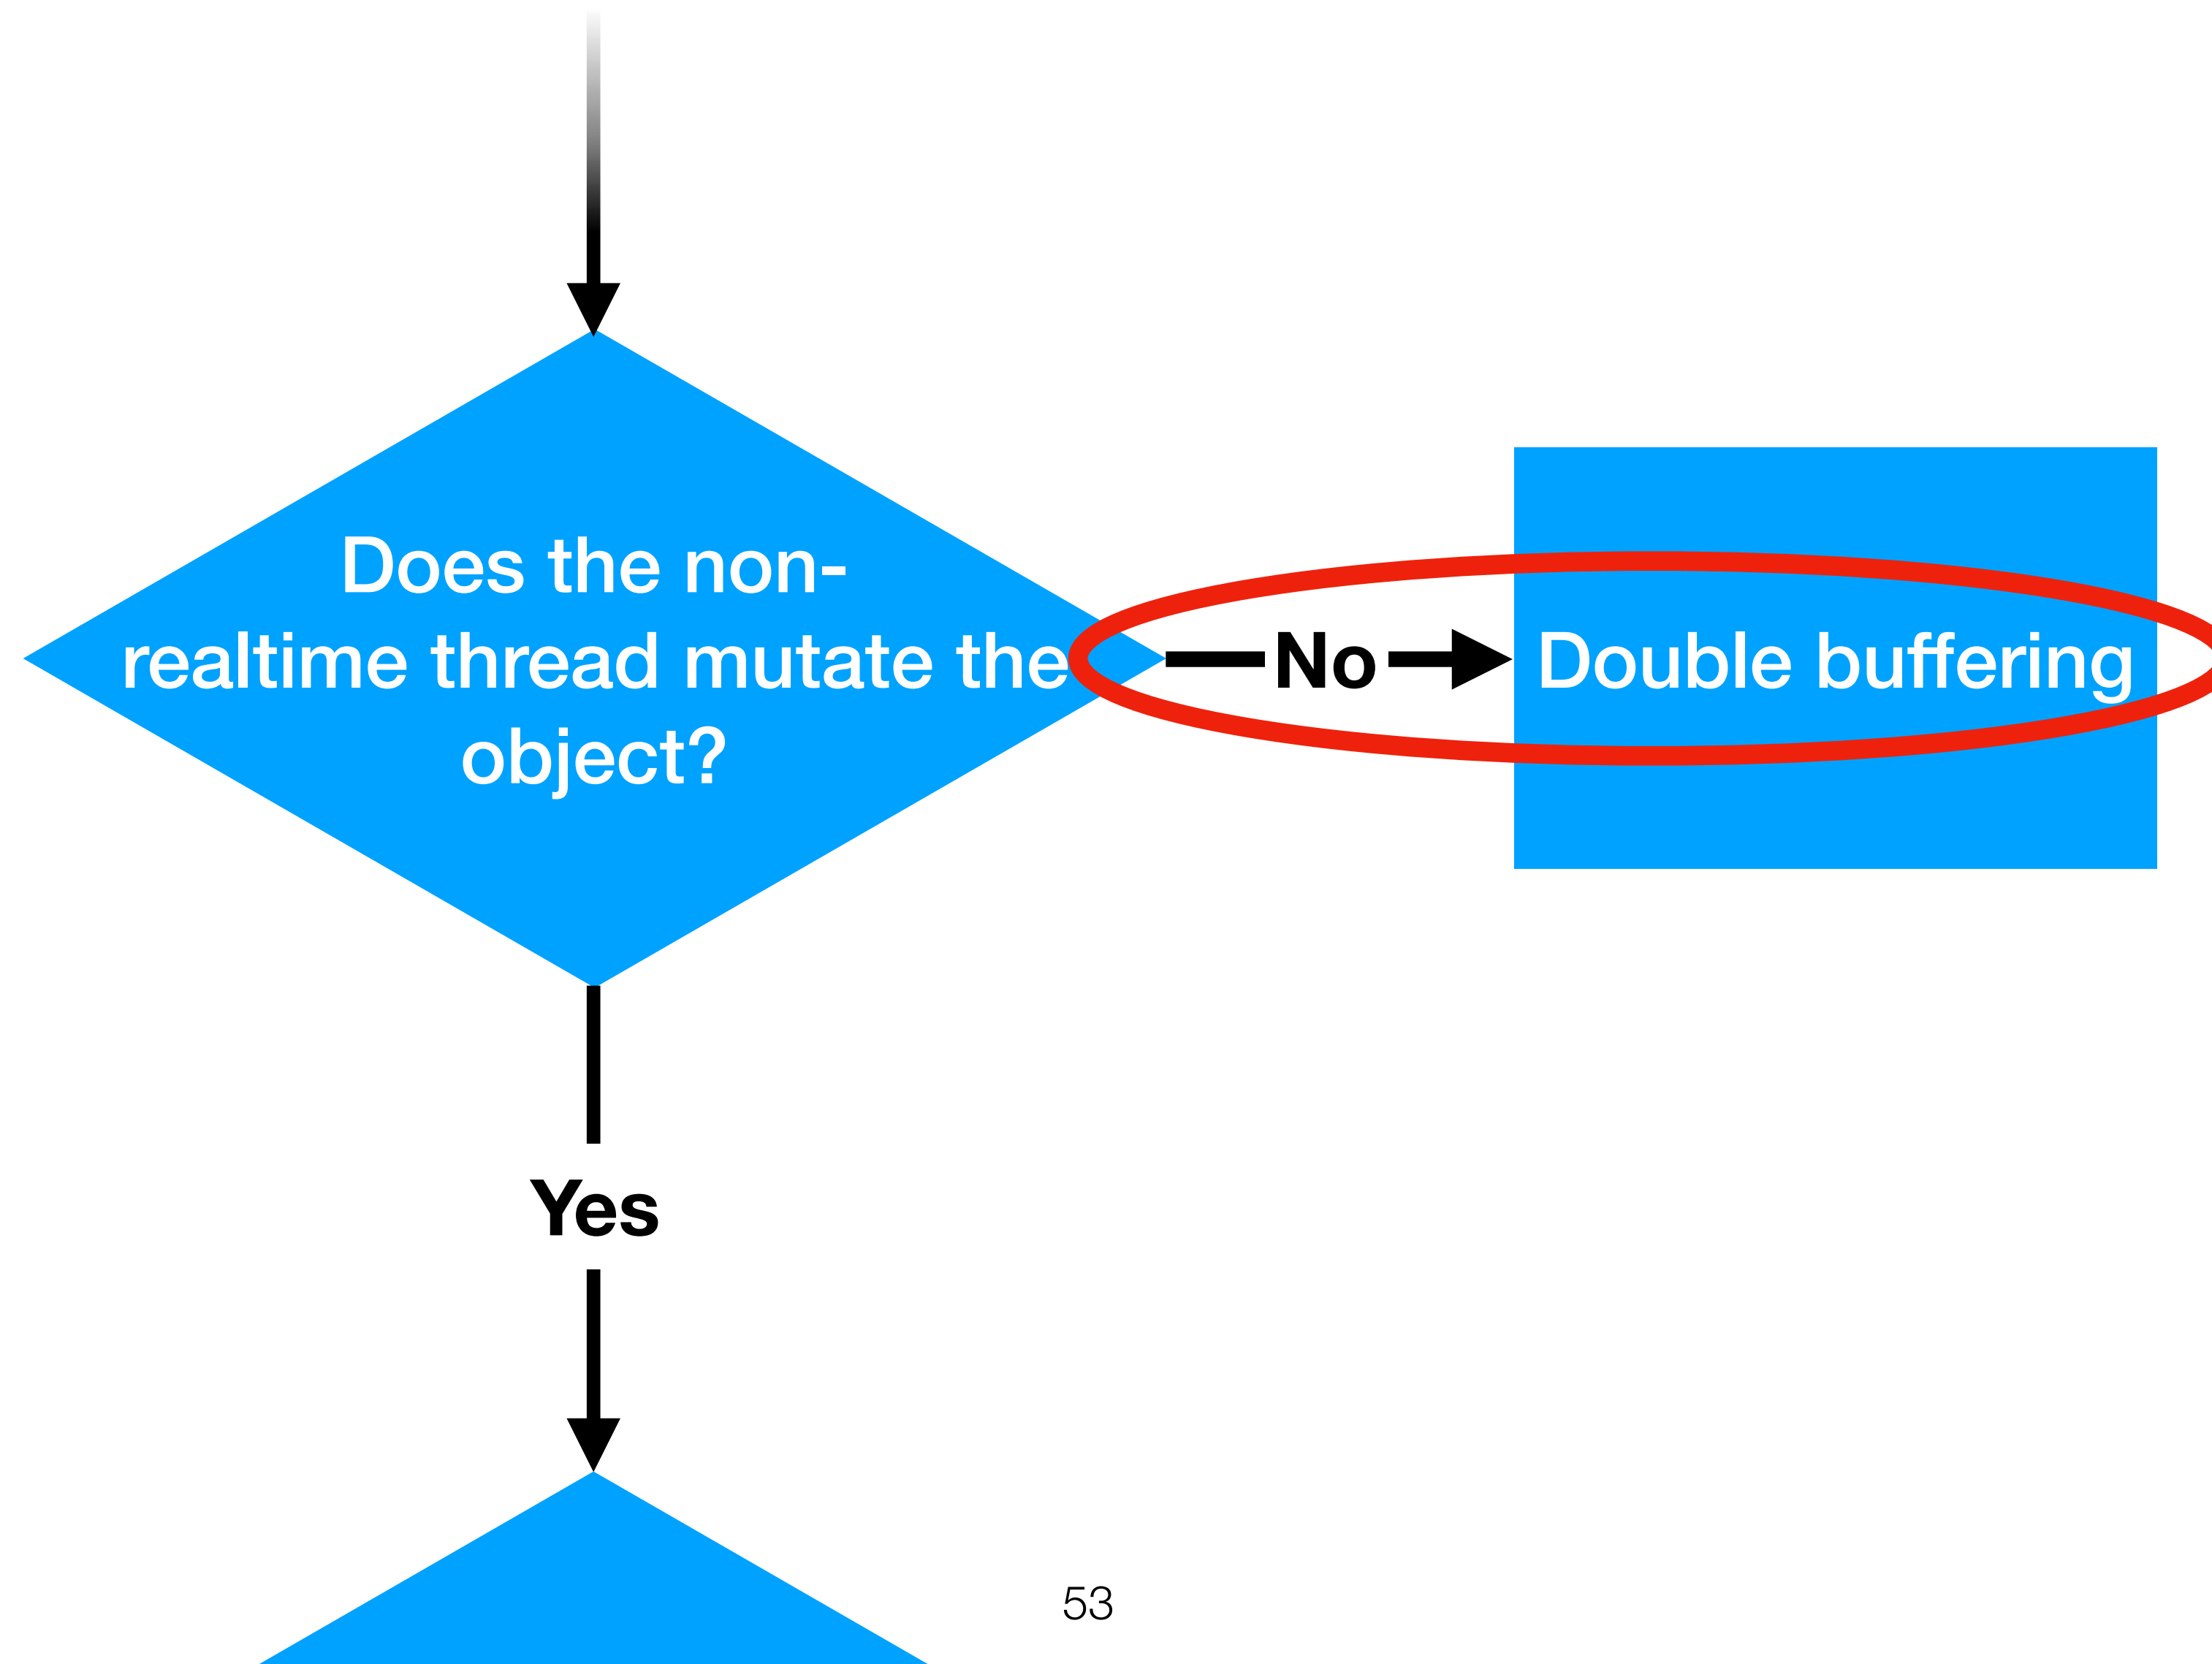 Does the non-
realtime thread mutate the
object?
No
Double buffering
Yes
53